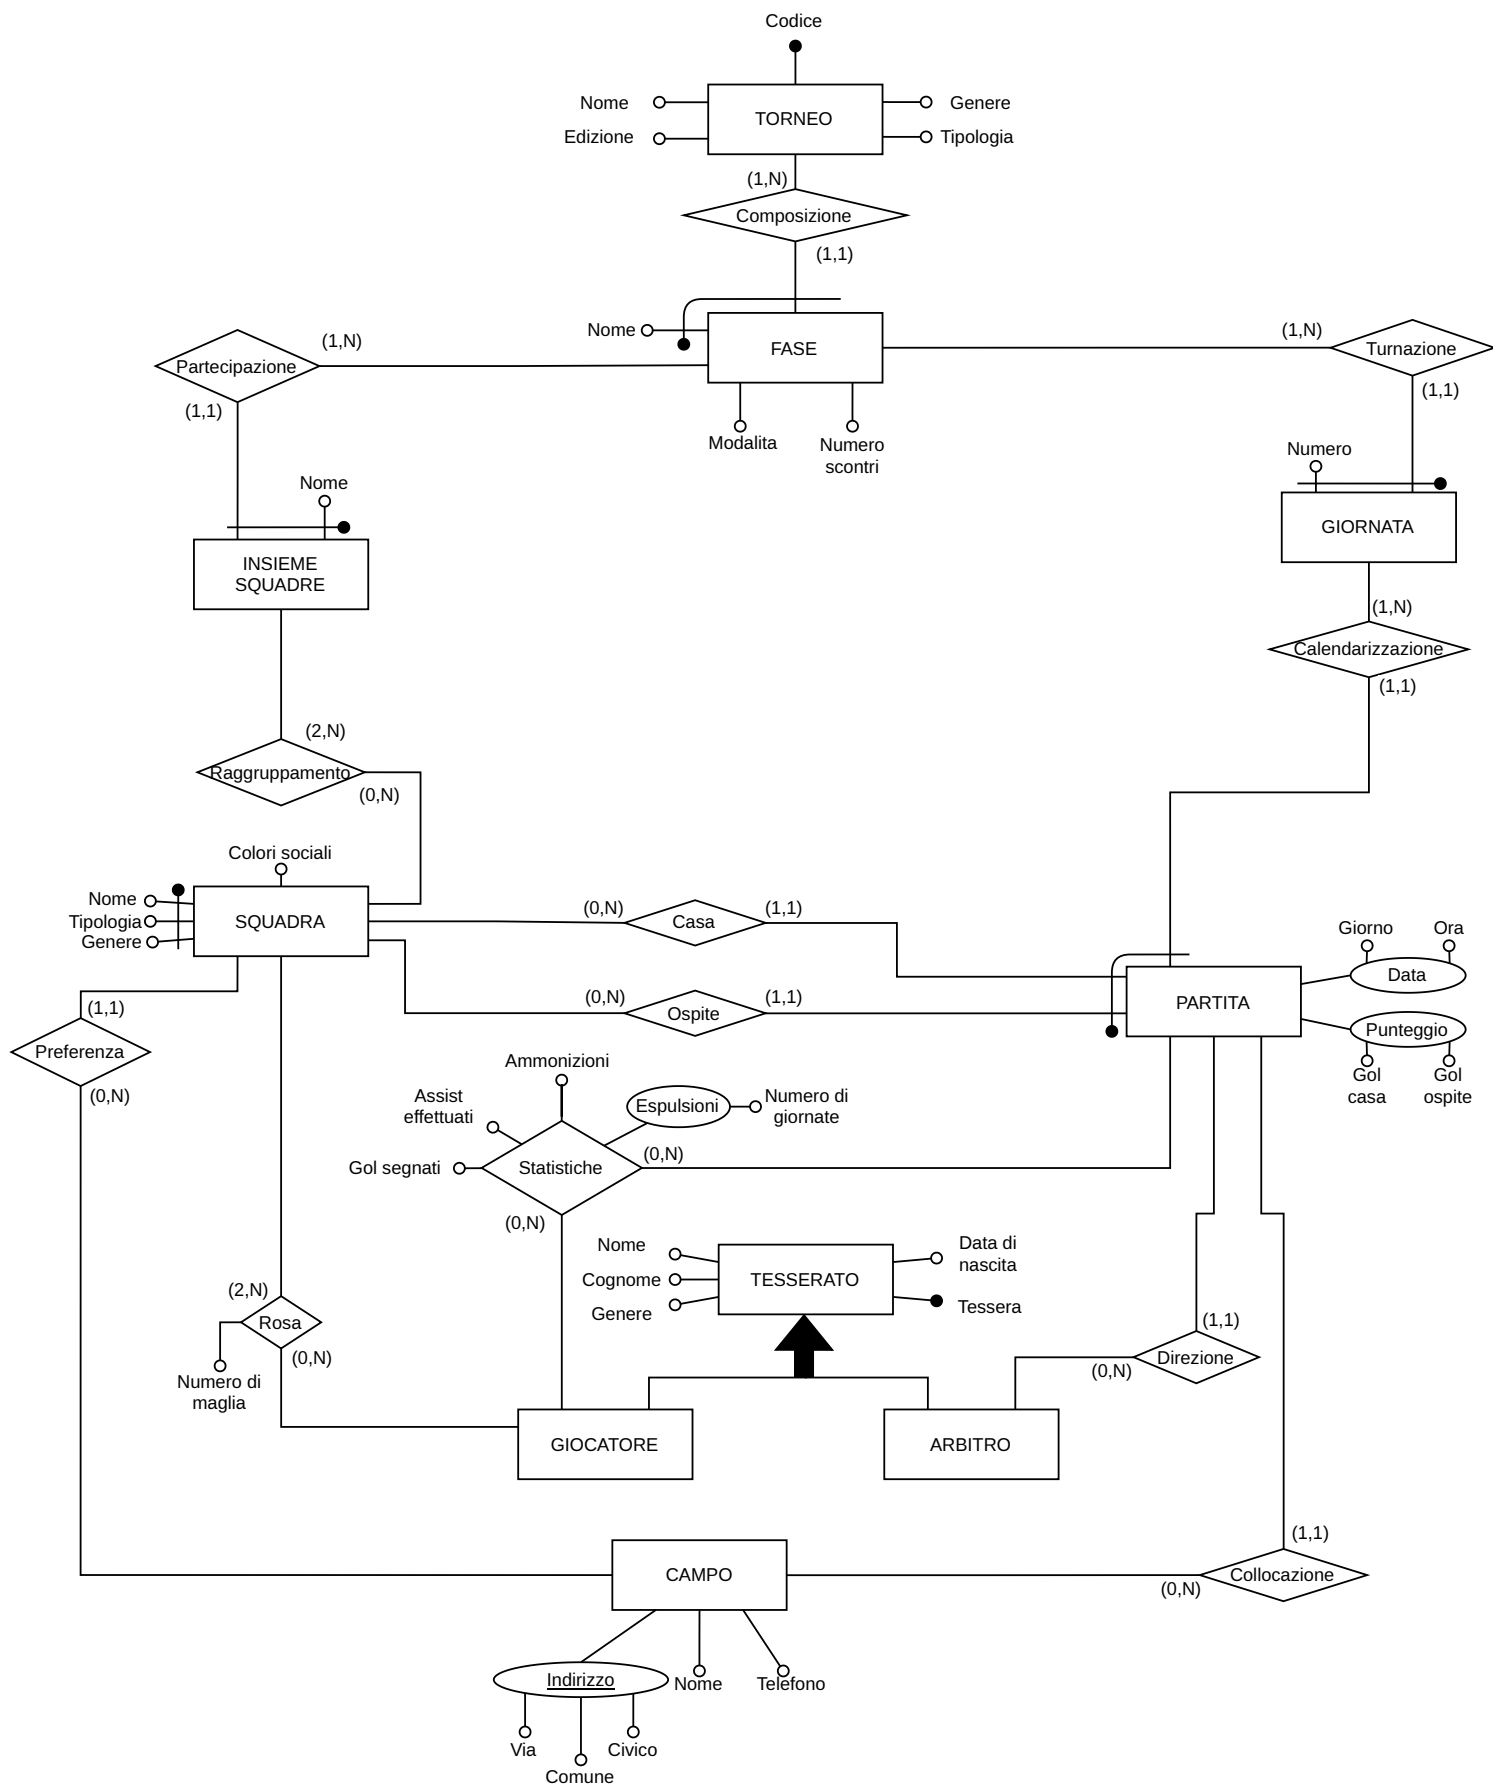 Codice
Nome
Genere
TORNEO
Edizione
Tipologia
(1,N)
Composizione
(1,1)
Nome
FASE
(1,N)
Partecipazione
(1,1)
(1,N)
Turnazione
(1,1)
Modalita
Numero
scontri
Nome
Numero
INSIEME
SQUADRE
GIORNATA
(1,N)
Calendarizzazione
(1,1)
(2,N)
Raggruppamento
(0,N)
Colori sociali
Nome
Tipologia
Genere
SQUADRA
(0,N)
Casa
(1,1)
Giorno
Ora
Data
PARTITA
(0,N)
Ospite
(1,1)
Punteggio
Gol
casa
Gol
ospite
(1,1)
Preferenza
(0,N)
Ammonizioni
Assist
effettuati
Espulsioni
Numero di
giornate
Gol segnati
Statistiche
(0,N)
(0,N)
Nome
Cognome
Genere
TESSERATO
Data di
nascita
Tessera
(2,N)
Rosa
(0,N)
Numero di
maglia
(1,1)
Direzione
(0,N)
GIOCATORE
ARBITRO
(1,1)
Collocazione
(0,N)
CAMPO
Indirizzo
Nome
Telefono
Via
Civico
Comune